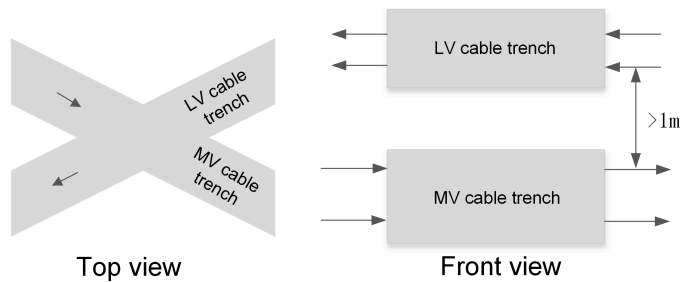 LV cable
trench
MV cable
trench
Top view
LV cable trench
>1m
MV cable trench
Front view